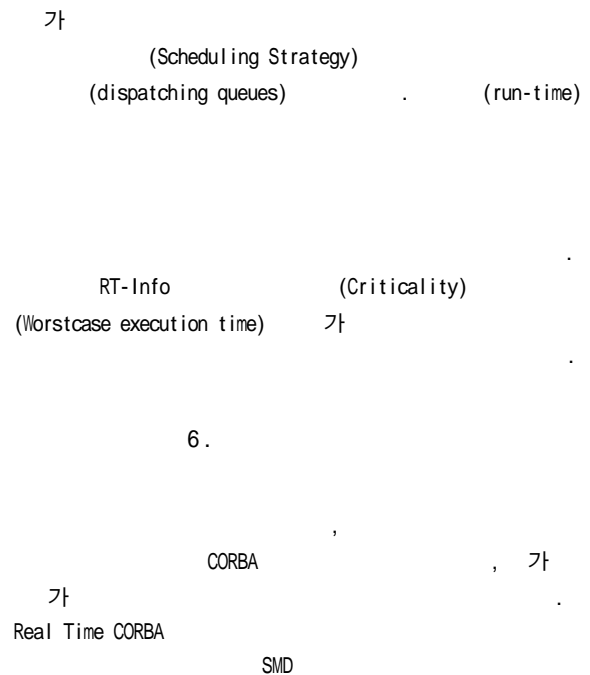 가
(Scheduling Strategy)
(dispatching queues) . (run-time)
.
RT-Info (Criticality)
(Worstcase execution time) 가
.
6.
,
CORBA , 가
가 .
Real Time CORBA
SMD